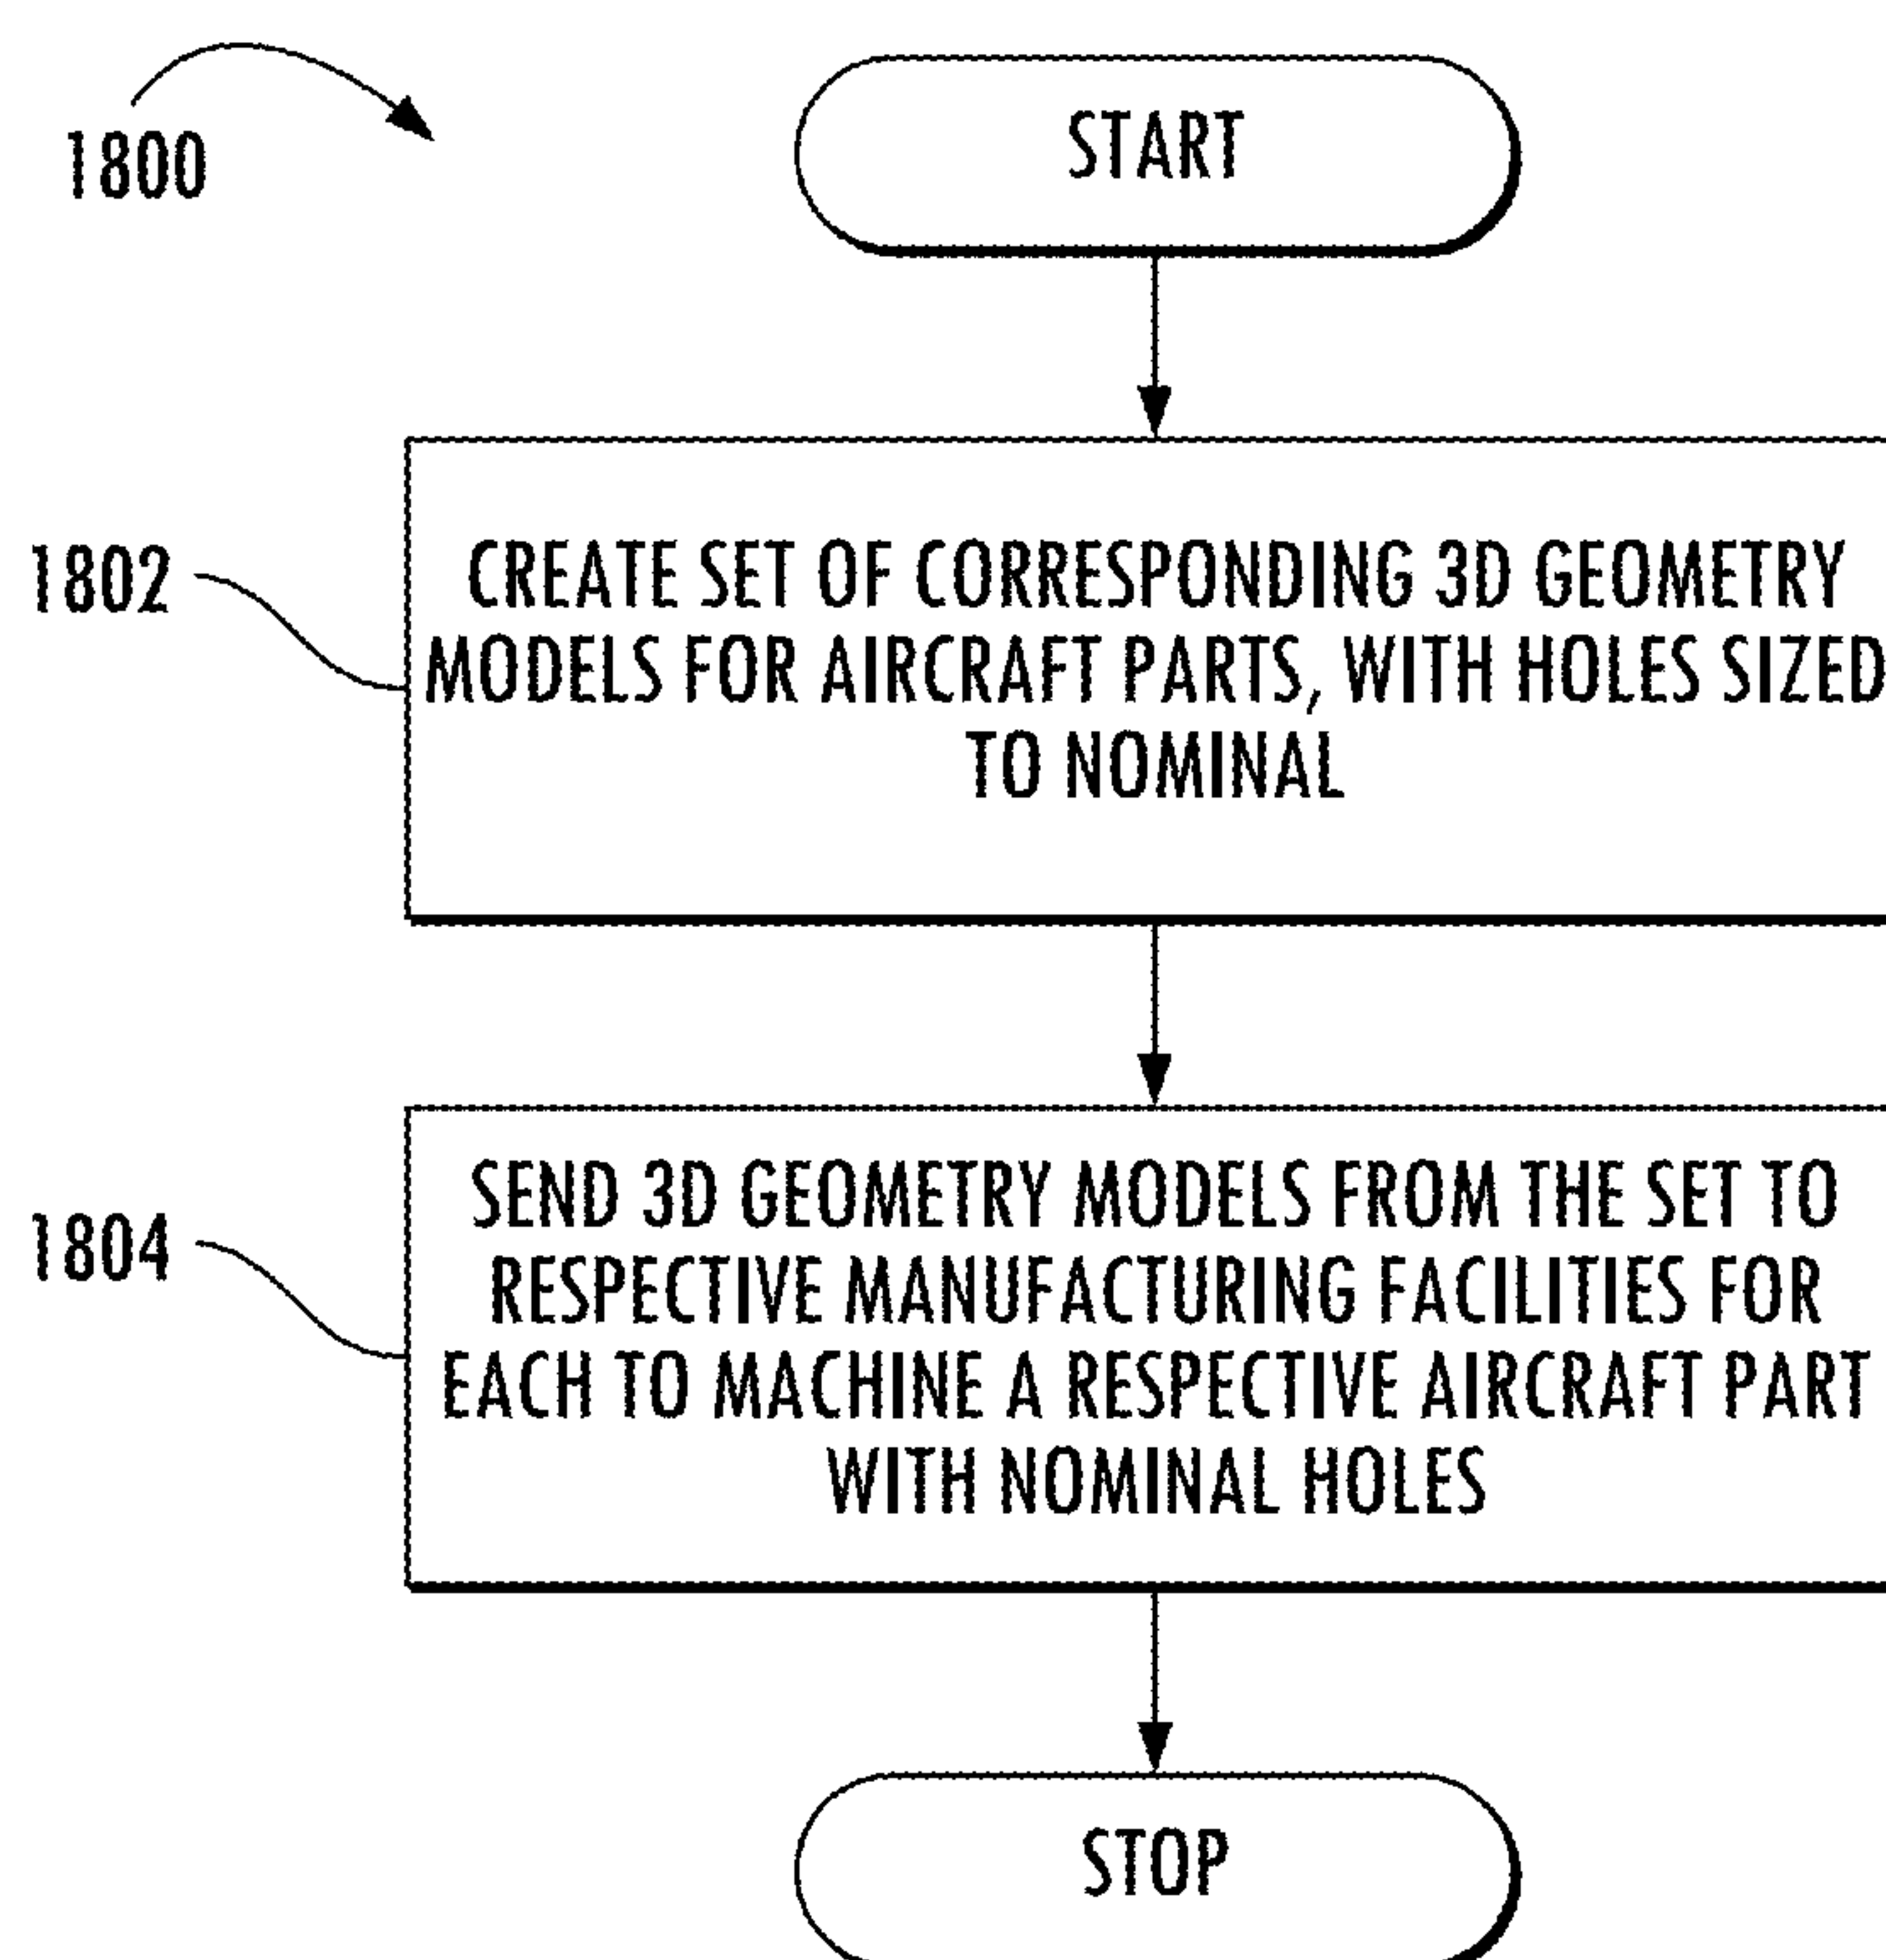 1800
START
1802
CREATE SET OF CORRESPONDING 3D GEOMETRY
MODELS FOR AIRCRAFT PARTS, WITH HOLES SIZED
TO NOMINAL
1804
SEND 3D GEOMETRY MODELS FROM THE SET TO
RESPECTIVE MANUFACTURING FACILITIES FOR
EACH TO MACHINE A RESPECTIVE AIRCRAFT PART
WITH NOMINAL HOLES
STOP